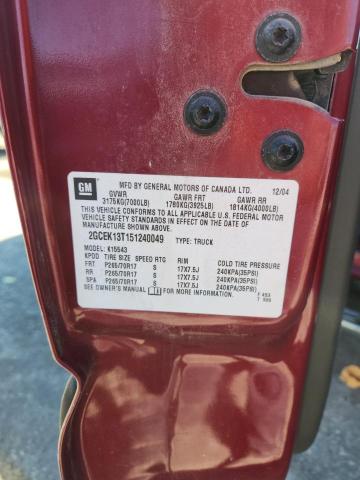 GM MFD BY GENERAL MOTORS OF CANADA LTD. 12/04
GVWR GAWR FRT GAWR RR
3175KG(7000LB) 1780KG(3925LB) 1814KG(4000LB)
THIS VEHICLE CONFORMS TO ALL APPLICABLE U.S. FEDERAL MOTOR
VEHICLE SAFETY STANDARDS IN EFFECT ON THE DATE OF
MANUFACTURE SHOWN ABOVE.
2GCEK13T151240049 TYPE: TRUCK
MODEL: K15543
KPDD TIRE SIZE SPEED RTG RIM COLD TIRE PRESSURE
FRT P265/70R17 S 17X7.5J 240KPA(35PSI)
RR P265/70R17 S 17X7.5J 240KPA(35PSI)
SPA P265/70R17 S 17X7.5J 240KPA(35PSI)
SEE OWNER'S MANUAL